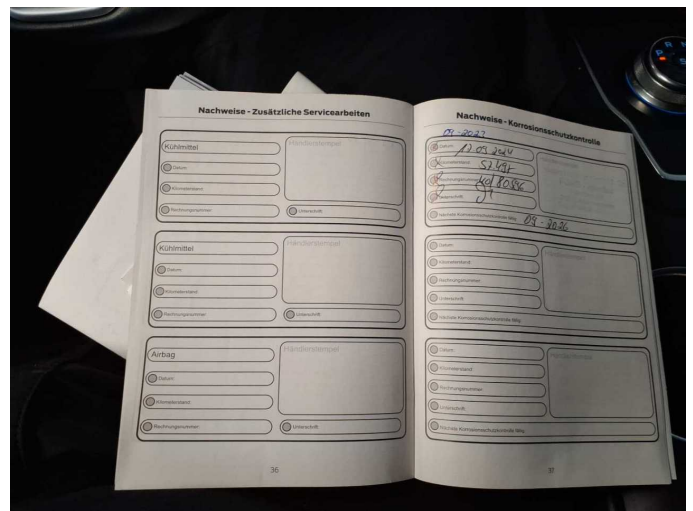 Nachweise - Zusätzliche Servicearbeiten
Kühlmittel
Händlerstempel
Datum
Kilometerstand
Rechnungsnummer
Unterschrift
Kühlmittel
Händlerstempel
Datum
Kilometerstand
Rechnungsnummer
Unterschrift
Airbag
Händlerstempel
Datum
Kilometerstand
Rechnungsnummer
Unterschrift
36
Nachweise - Korrosionsschutzkontrolle
09-2023
Datum 17.09.2024
Kilometerstand
Rechnungsnummer
Unterschrift
Nächste Korrosionsschutzkontrolle fällig 09-2026
Datum
Händlerstempel
Kilometerstand
Rechnungsnummer
Unterschrift
Nächste Korrosionsschutzkontrolle fällig
Datum
Händlerstempel
Kilometerstand
Rechnungsnummer
Unterschrift
Nächste Korrosionsschutzkontrolle fällig
P R N